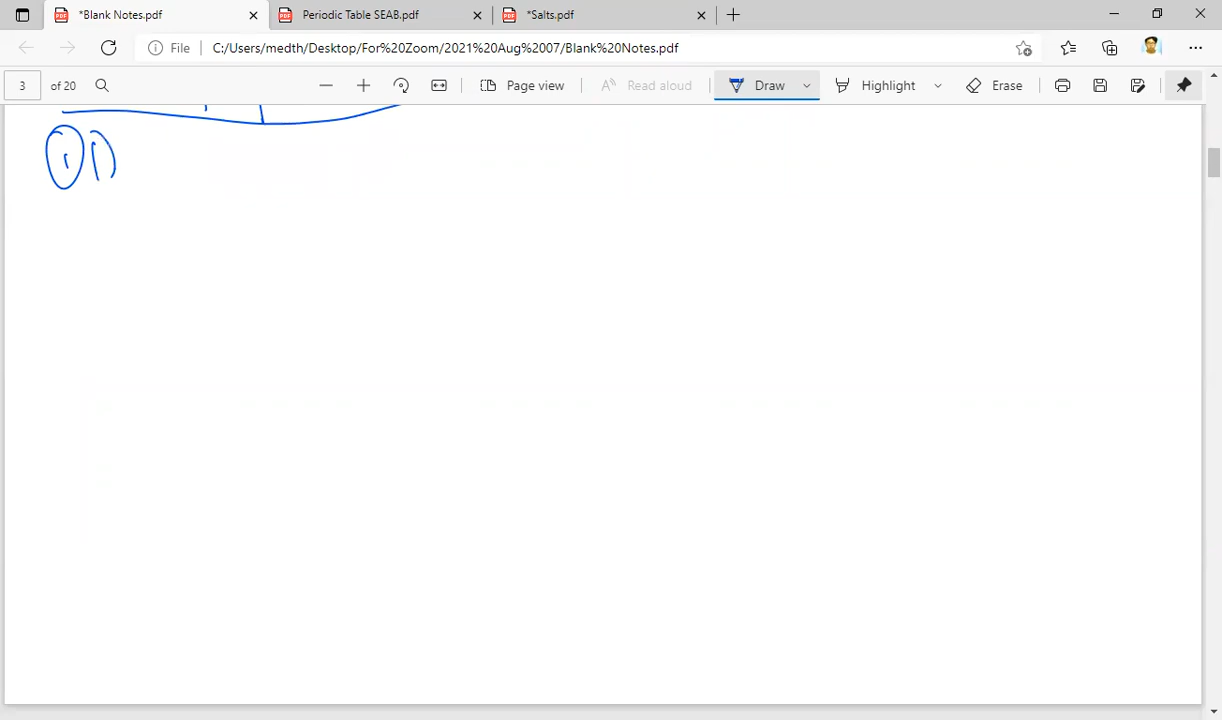 *Blank Notes.pdf Periodic Table SEAB.pdf *Salts.pdf
File C:/Users/medth/Desktop/For%20Zoom/2021%20Aug%2007/Blank%20Notes.pdf
3 of 20 Page view Read aloud Draw Highlight Erase